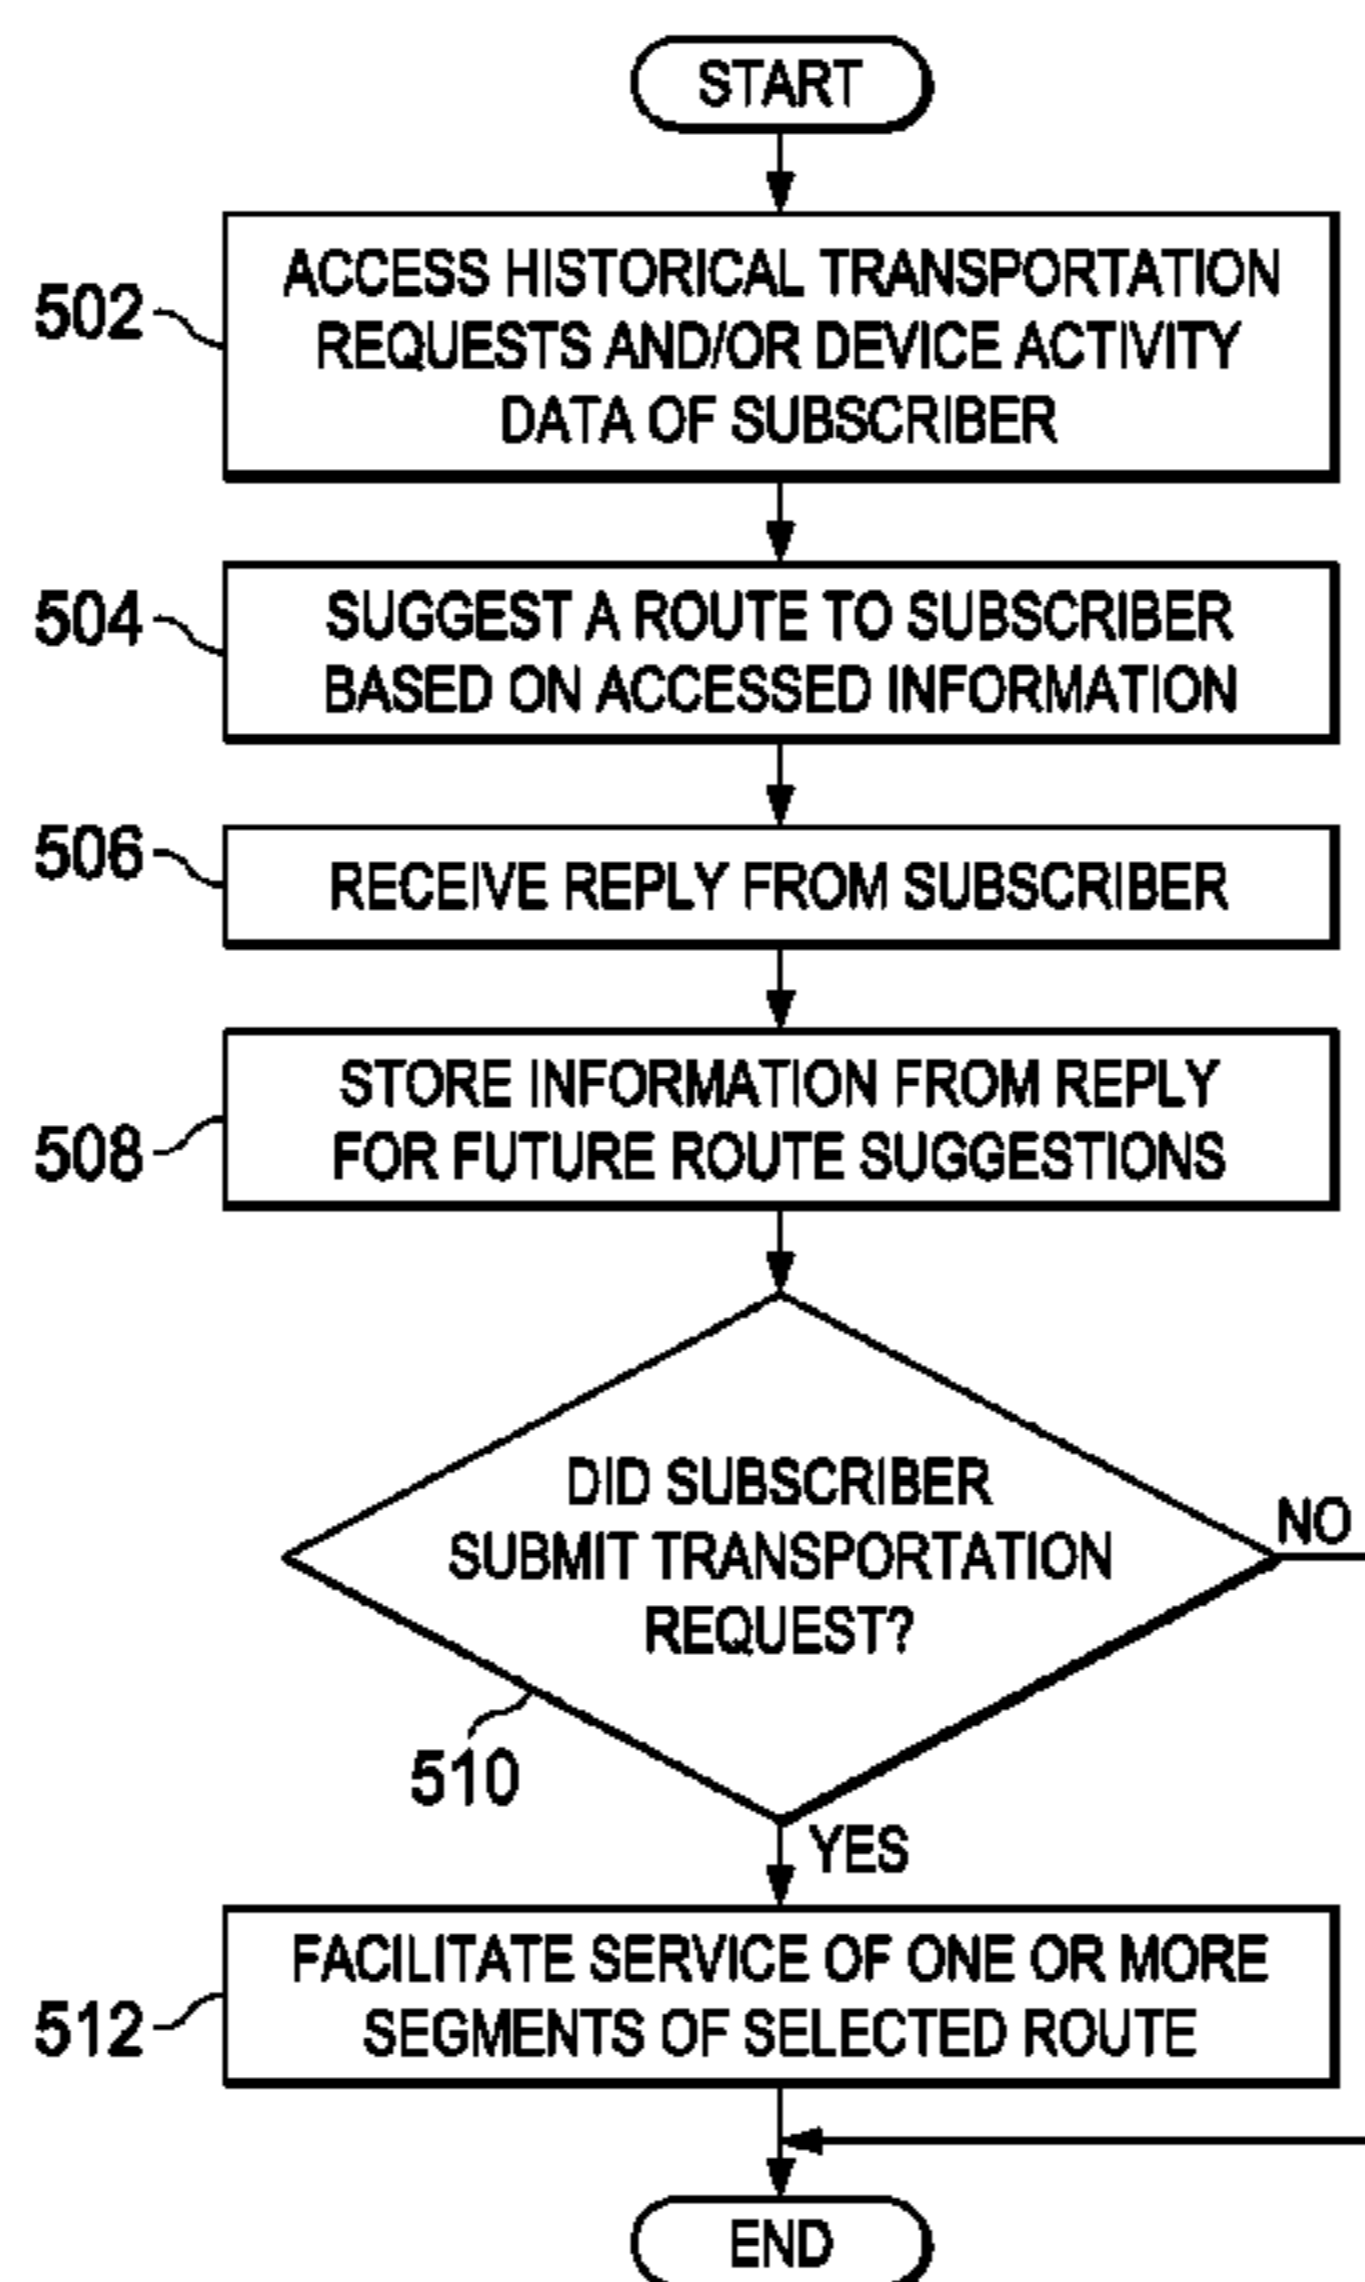 START
502
ACCESS HISTORICAL TRANSPORTATION
REQUESTS AND/OR DEVICE ACTIVITY
DATA OF SUBSCRIBER
504
SUGGEST A ROUTE TO SUBSCRIBER
BASED ON ACCESSED INFORMATION
506
RECEIVE REPLY FROM SUBSCRIBER
508
STORE INFORMATION FROM REPLY
FOR FUTURE ROUTE SUGGESTIONS
DID SUBSCRIBER
SUBMIT TRANSPORTATION
REQUEST?
NO
510
YES
512
FACILITATE SERVICE OF ONE OR MORE
SEGMENTS OF SELECTED ROUTE
END